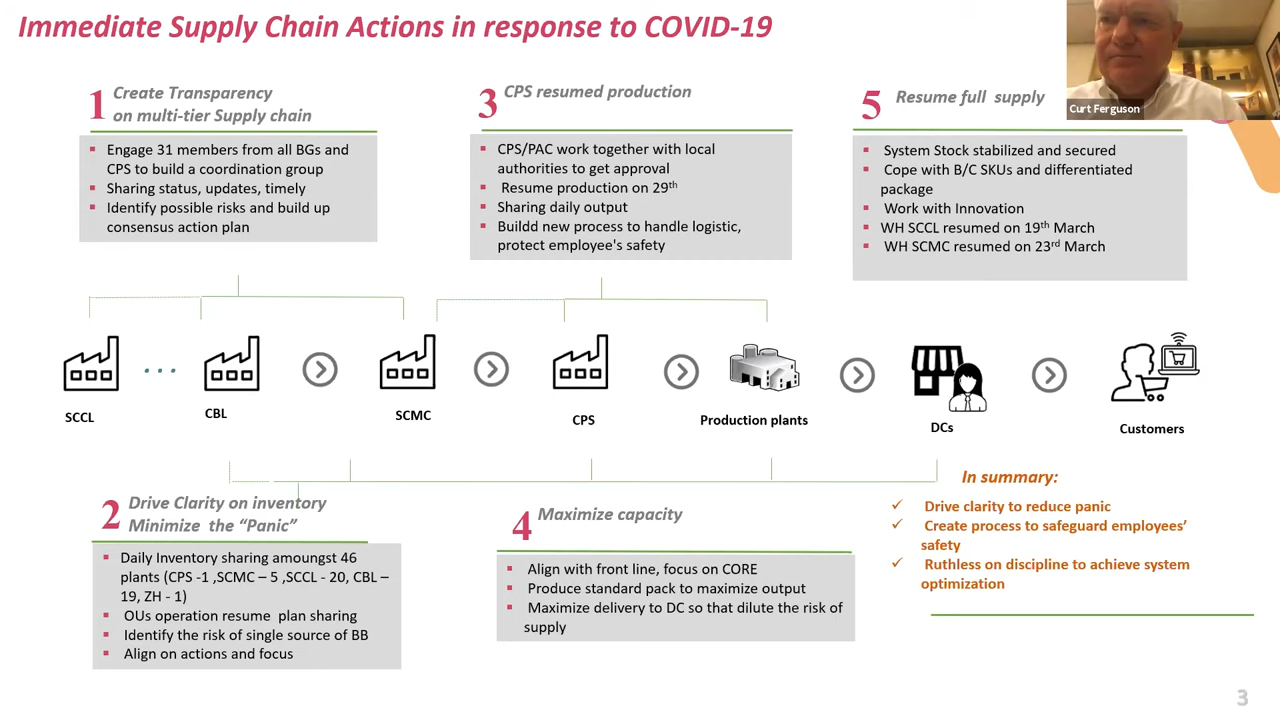 Immediate Supply Chain Actions in response to COVID-19
Curt Ferguson
1 Create Transparency
on multi-tier Supply chain
Engage 31 members from all BGs and
CPS to build a coordination group
Sharing status, updates, timely
Identify possible risks and build up
consensus action plan
3 CPS resumed production
CPS/PAC work together with local
authorities to get approval
Resume production on 29th
Sharing daily output
Buildd new process to handle logistic,
protect employee's safety
5 Resume full supply
System Stock stabilized and secured
Cope with B/C SKUs and differentiated
package
Work with Innovation
WH SCCL resumed on 19th March
WH SCMC resumed on 23rd March
SCCL
CBL
SCMC
CPS
Production plants
DCs
Customers
2 Drive Clarity on inventory
Minimize the “Panic”
Daily Inventory sharing amoungst 46
plants (CPS -1 ,SCMC – 5 ,SCCL - 20, CBL –
19, ZH - 1)
OUs operation resume plan sharing
Identify the risk of single source of BB
Align on actions and focus
4 Maximize capacity
Align with front line, focus on CORE
Produce standard pack to maximize output
Maximize delivery to DC so that dilute the risk of
supply
In summary:
Drive clarity to reduce panic
Create process to safeguard employees’
safety
Ruthless on discipline to achieve system
optimization
3